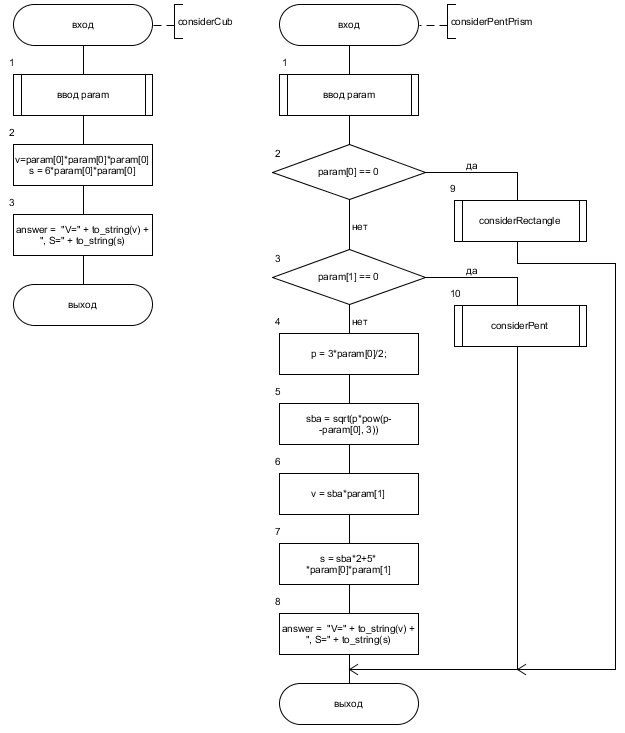 вход
considerCub
1
ввод param
2
v=param[0]*param[0]*param[0]
s = 6*param[0]*param[0]
3
answer = "V=" + to_string(v) +
", S=" + to_string(s)
выход
вход
considerPentPrism
1
ввод param
2
param[0] == 0
да
9
considerRectangle
нет
3
param[1] == 0
да
10
considerPent
нет
4
p = 3*param[0]/2;
5
sba = sqrt(p*pow(p-
-param[0], 3))
6
v = sba*param[1]
7
s = sba*2+5*
*param[0]*param[1]
8
answer = "V=" + to_string(v) +
", S=" + to_string(s)
выход